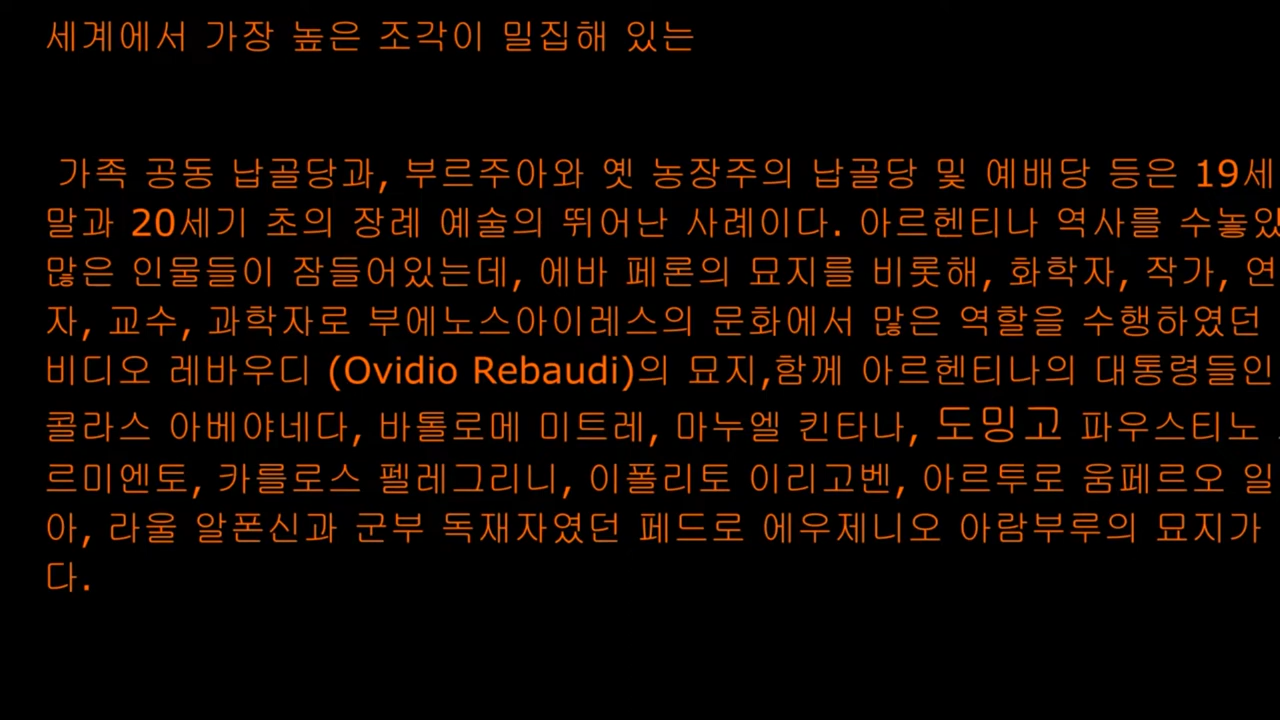 세계에서 가장 높은 조각이 밀집해 있는
가족 공동 납골당과, 부르주아와 옛 농장주의 납골당 및 예배당 등은 19세
말과 20세기 초의 장례 예술의 뛰어난 사례이다. 아르헨티나 역사를 수놓았
많은 인물들이 잠들어있는데, 에바 페론의 묘지를 비롯해, 화학자, 작가, 연
자, 교수, 과학자로 부에노스아이레스의 문화에서 많은 역할을 수행하였던
비디오 레바우디 (Ovidio Rebaudi)의 묘지,함께 아르헨티나의 대통령들인
콜라스 아베야네다, 바톨로메 미트레, 마누엘 킨타나, 도밍고 파우스티노
르미엔토, 카를로스 펠레그리니, 이폴리토 이리고벤, 아르투로 움페르오 일
아, 라울 알폰신과 군부 독재자였던 페드로 에우제니오 아람부루의 묘지가
다.